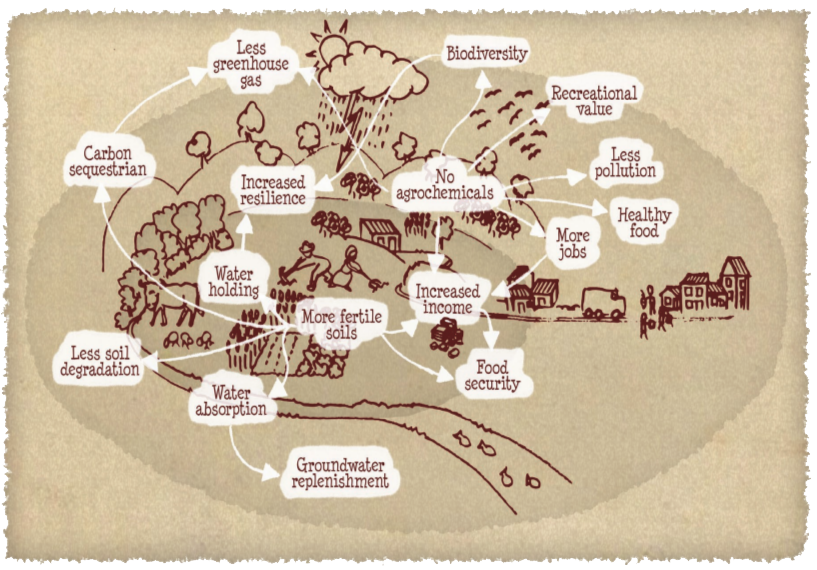 Less
greenhouse
gas
Biodiversity
Recreational
value
Carbon
sequestrian
Increased
resilience
No
agrochemicals
Less
pollution
Healthy
food
More
jobs
Water
holding
Increased
income
More fertile
soils
Less soil
degradation
Food
security
Water
absorption
Groundwater
replenishment